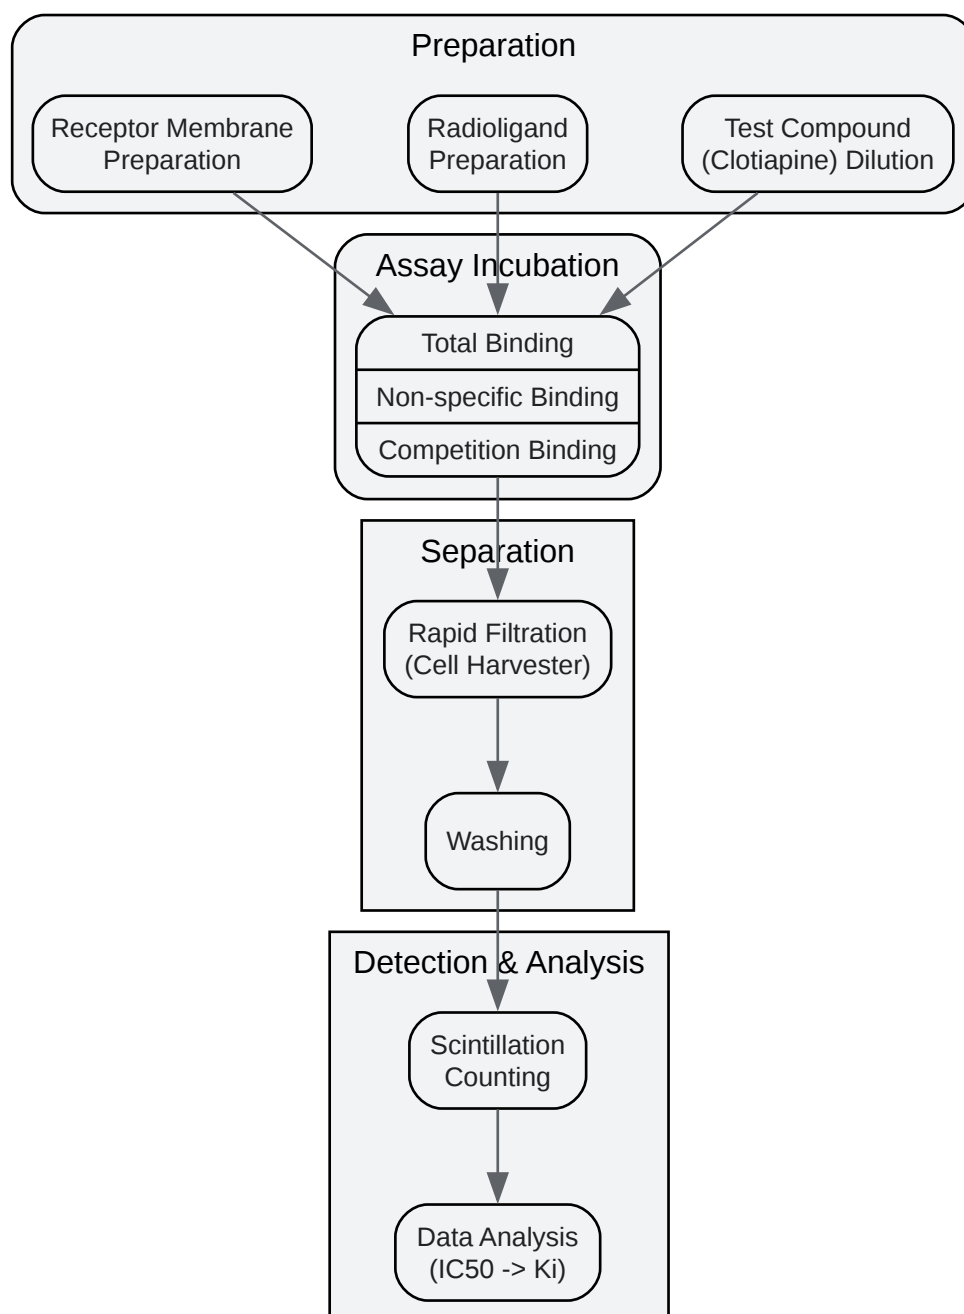 Preparation
Receptor Membrane
Preparation
Radioligand
Preparation
Test Compound
(Clotiapine) Dilution
Assay Incubation
Total Binding
Non-specific Binding
Competition Binding
Separation
Rapid Filtration
(Cell Harvester)
Washing
Detection & Analysis
Scintillation
Counting
Data Analysis
(IC50 -> Ki)